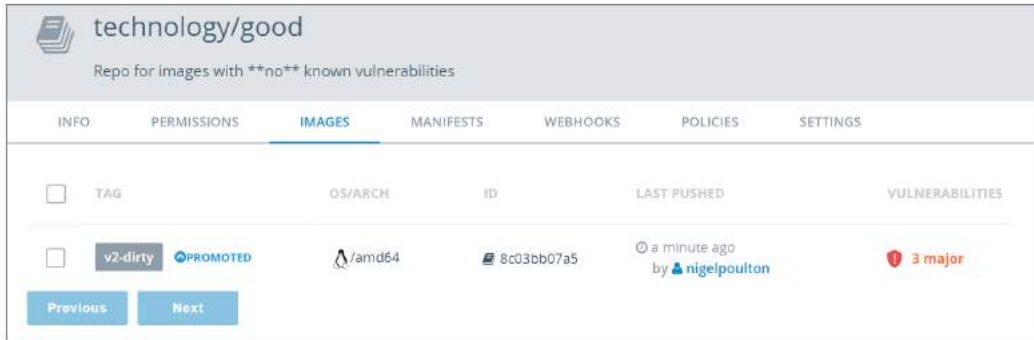 technology/good
Repo for images with **no** known vulnerabilities
INFO PERMISSIONS IMAGES MANIFESTS WEBHOOKS POLICIES SETTINGS
TAG OS/ARCH ID LAST PUSHED VULNERABILITIES
v2-dirty PROMOTED /amd64 8c03bb07a5 a minute ago 3 major
by nigelpoulton
Previous Next